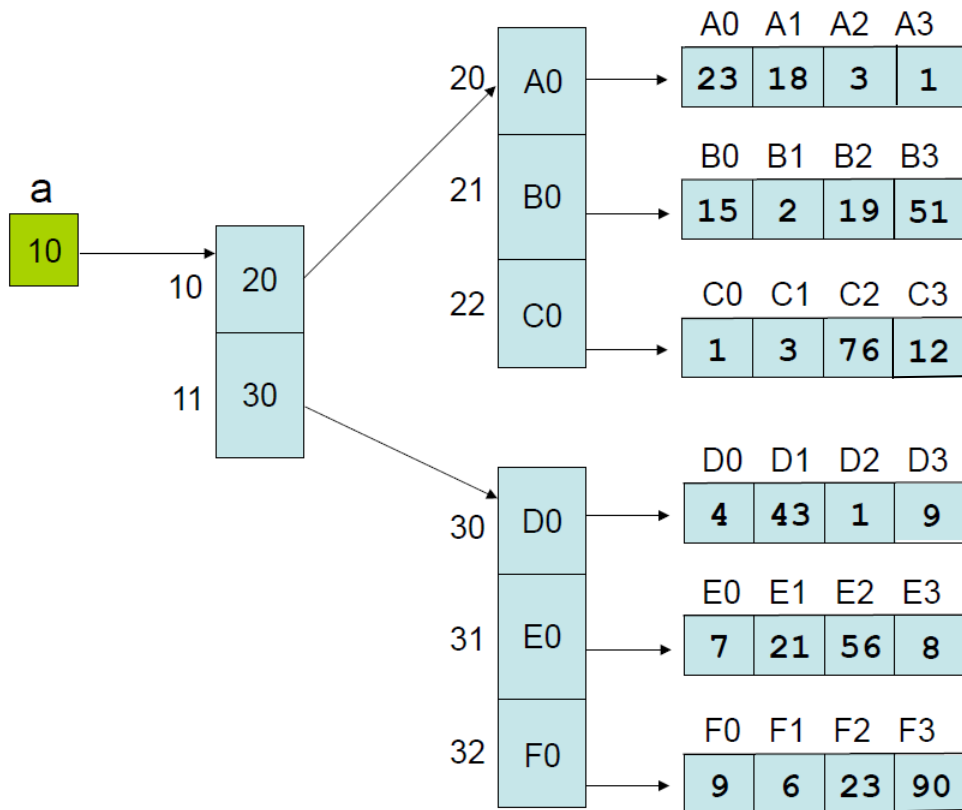 A0 A1 A2 A3
20 A0 23 18 3 1
B0 B1 B2 B3
21 B0 15 2 19 51
a
10
10 20
C0 C1 C2 C3
22 C0 1 3 76 12
11 30
D0 D1 D2 D3
30 D0 4 43 1 9
E0 E1 E2 E3
31 E0 7 21 56 8
F0 F1 F2 F3
32 F0 9 6 23 90